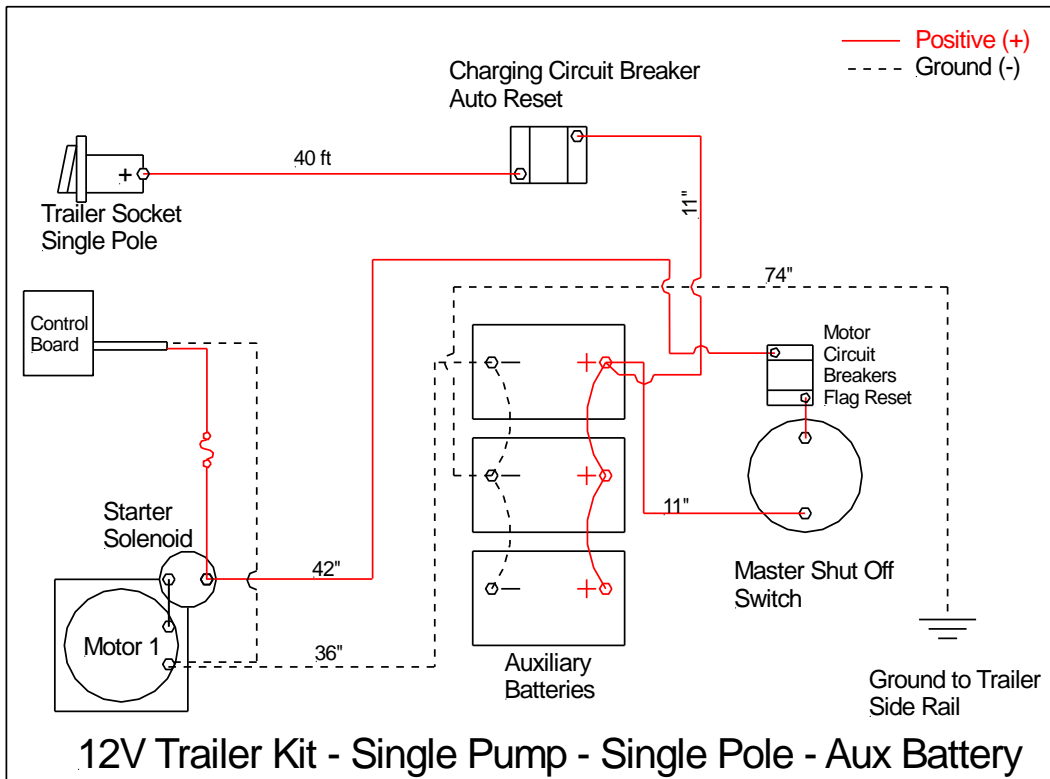 Positive (+)
Ground (-)
Charging Circuit Breaker
Auto Reset
40 ft
+
Trailer Socket
Single Pole
11"
74"
Control
Board
Motor
Circuit
Breakers
Flag Reset
− +
− +
− +
11"
Starter
Solenoid
42"
Master Shut Off
Switch
Motor 1
36"
Auxiliary
Batteries
Ground to Trailer
Side Rail
12V Trailer Kit - Single Pump - Single Pole - Aux Battery